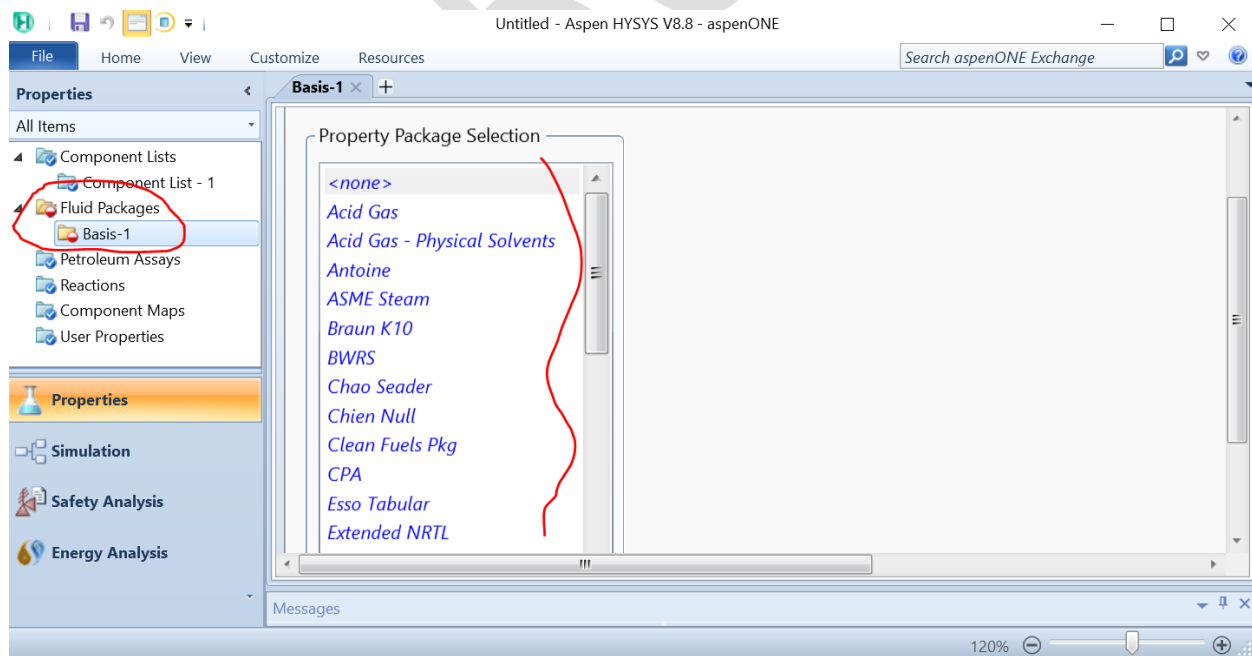 Untitled - Aspen HYSYS V8.8 - aspenONE
File Home View Customize Resources Search aspenONE Exchange
Properties
All Items
Component Lists
Component List - 1
Fluid Packages
Basis-1
Petroleum Assays
Reactions
Component Maps
User Properties
Properties
Simulation
Safety Analysis
Energy Analysis
Basis-1
Property Package Selection
<none>
Acid Gas
Acid Gas - Physical Solvents
Antoine
ASME Steam
Braun K10
BWRS
Chao Seader
Chien Null
Clean Fuels Pkg
CPA
Esso Tabular
Extended NRTL
Messages
120%